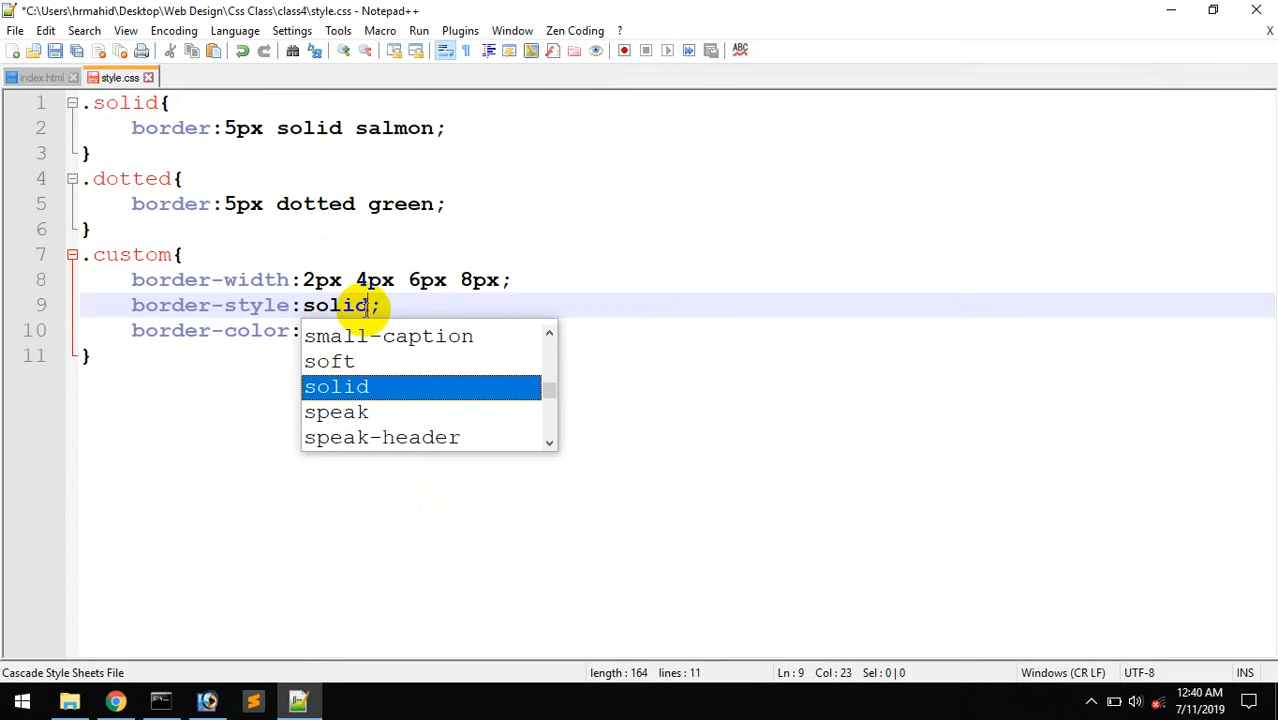 *C:\Users\hrmahid\Desktop\Web Design\Css Class\class4\style.css - Notepad++
File Edit Search View Encoding Language Settings Tools Macro Run Plugins Window Zen Coding ? X
index.html style.css
1 .solid{
2 border:5px solid salmon;
3 }
4 .dotted{
5 border:5px dotted green;
6 }
7 .custom{
8 border-width:2px 4px 6px 8px;
9 border-style:solid;
10 border-color:
11 }
small-caption
soft
solid
speak
speak-header
Cascade Style Sheets File length : 164 lines : 11 Ln : 9 Col : 23 Sel : 0 | 0 Windows (CR LF) UTF-8 INS
12:40 AM
7/11/2019